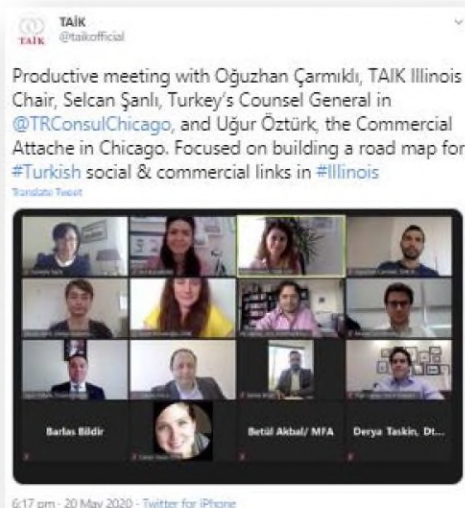 TAİK
@taikofficial
TAİK
Productive meeting with Oğuzhan Çarmıklı, TAIK Illinois
Chair, Selcan Şanlı, Turkey's Counsel General in
@TRConsulChicago, and Uğur Öztürk, the Commercial
Attache in Chicago. Focused on building a road map for
#Turkish social & commercial links in #Illinois
Translate Tweet
Barlas Bildir
Betül Akbal/ MFA
Derya Taskin, Dt...
6:17 pm · 20 May 2020 · Twitter for iPhone